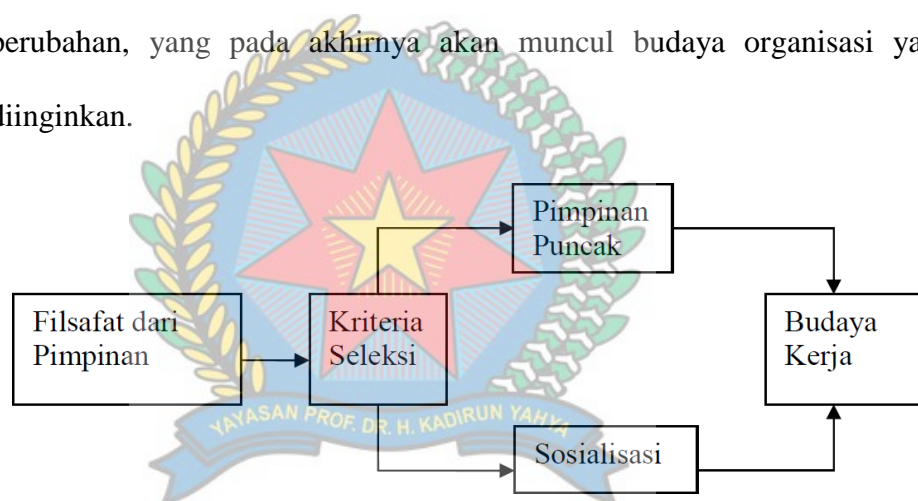 perubahan, yang pada akhirnya akan muncul budaya organisasi ya
diinginkan.
Pimpinan
Puncak
Filsafat dari
Pimpinan
Kriteria
Seleksi
Budaya
Kerja
Sosialisasi
YAYASAN PROF. DR. H. KADIRUN YAHYA